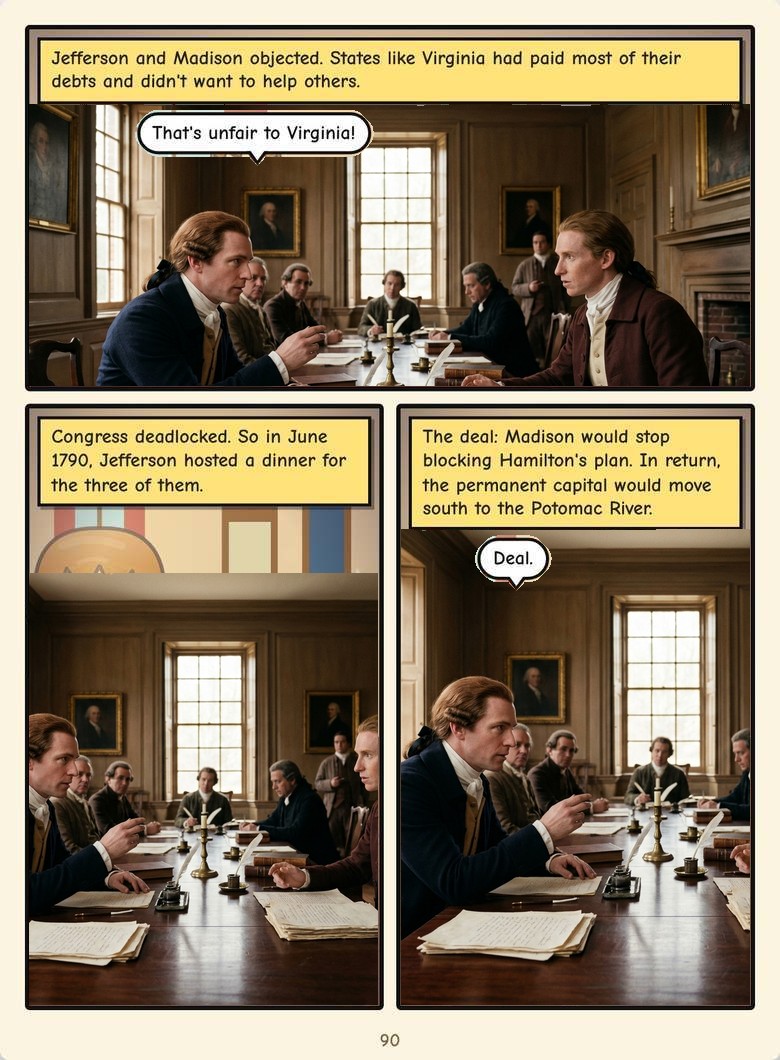 Jefferson and Madison objected. States like Virginia had paid most of their
debts and didn't want to help others.
That's unfair to Virginia!
Congress deadlocked. So in June
1790, Jefferson hosted a dinner for
the three of them.
The deal: Madison would stop
blocking Hamilton's plan. In return,
the permanent capital would move
south to the Potomac River.
Deal.
90